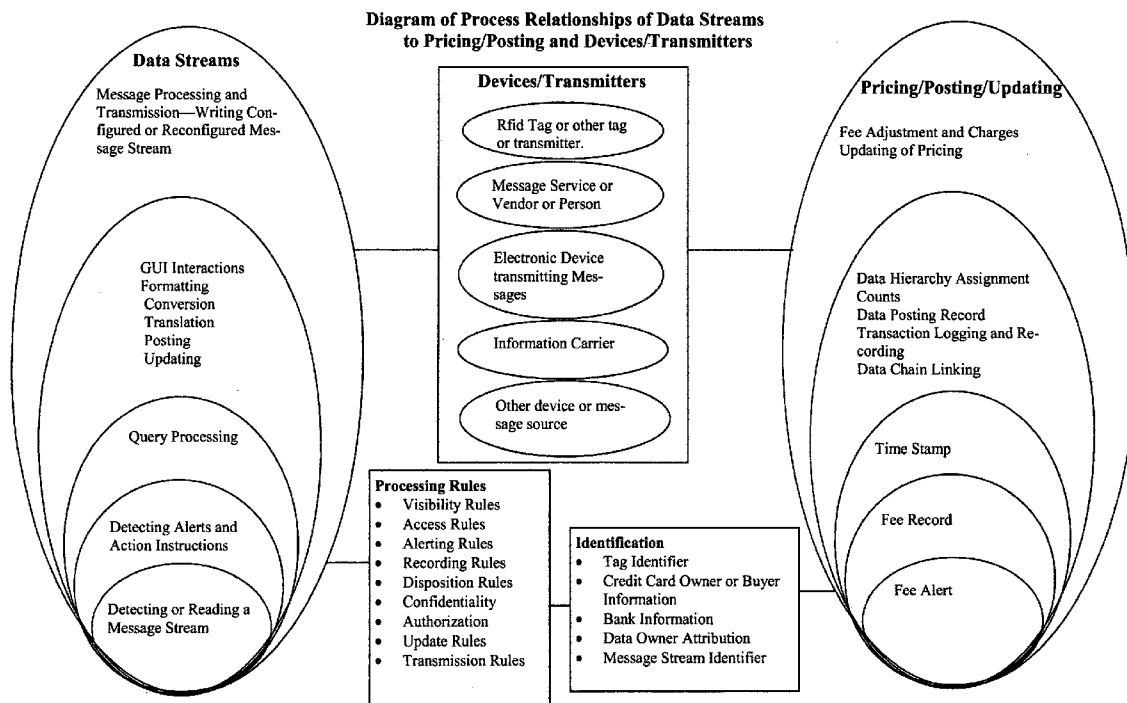 Diagram of Process Relationships of Data Streams
to Pricing/Posting and Devices/Transmitters
Data Streams
Message Processing and
Transmission—Writing Con-
figured or Reconfigured Mes-
sage Stream
GUI Interactions
Formatting
Conversion
Translation
Posting
Updating
Query Processing
Detecting Alerts and
Action Instructions
Detecting or Reading a
Message Stream
Devices/Transmitters
Rfid Tag or other tag
or transmitter.
Message Service or
Vendor or Person
Electronic Device
transmitting Mes-
sages
Information Carrier
Other device or mes-
sage source
Processing Rules
• Visibility Rules
• Access Rules
• Alerting Rules
• Recording Rules
• Disposition Rules
• Confidentiality
• Authorization
• Update Rules
• Transmission Rules
Identification
• Tag Identifier
• Credit Card Owner or Buyer
Information
• Bank Information
• Data Owner Attribution
• Message Stream Identifier
Pricing/Posting/Updating
Fee Adjustment and Charges
Updating of Pricing
Data Hierarchy Assignment
Counts
Data Posting Record
Transaction Logging and Re-
cording
Data Chain Linking
Time Stamp
Fee Record
Fee Alert